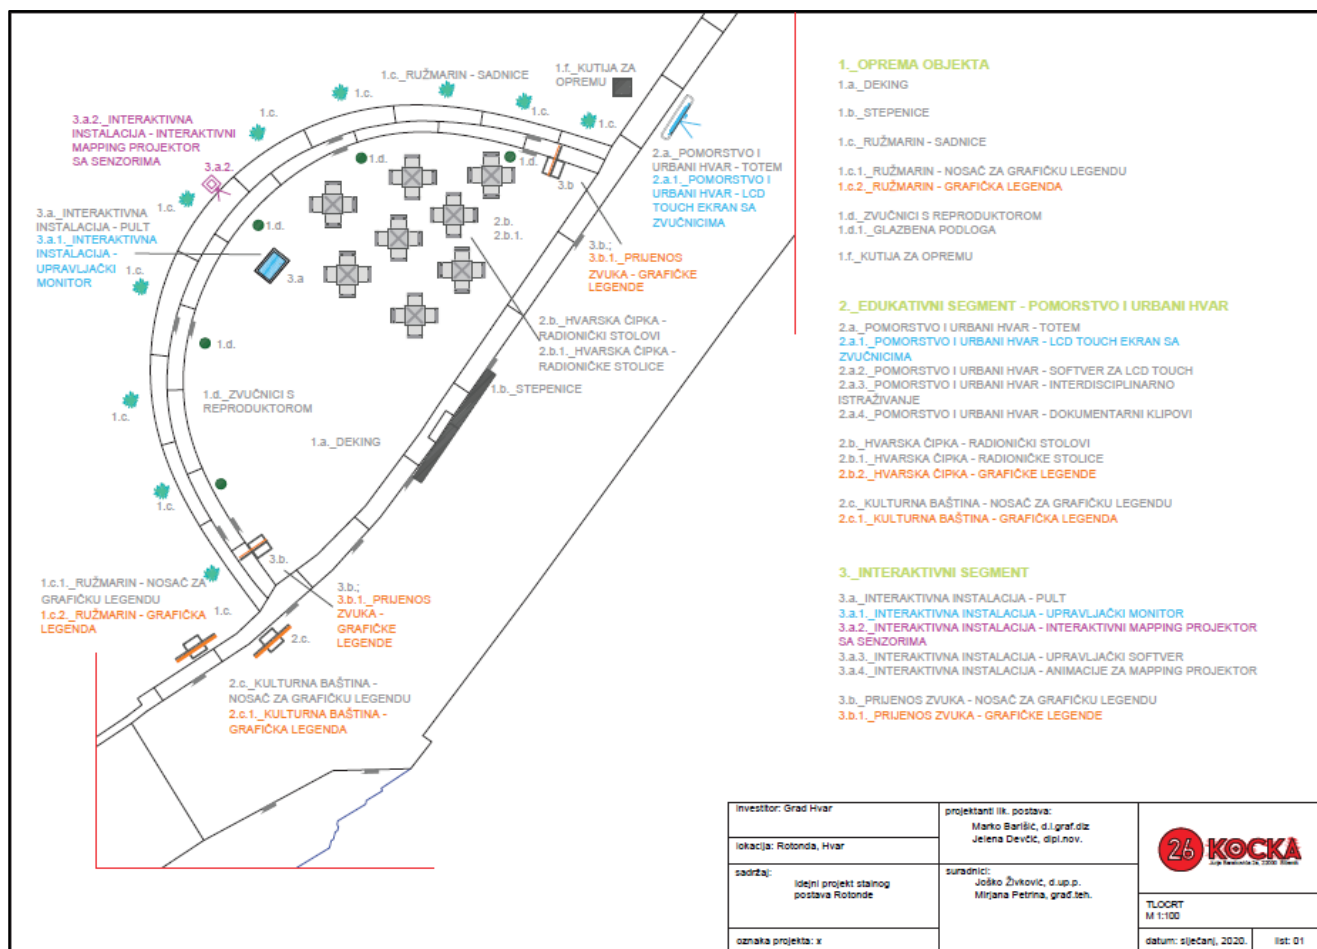 1.c._RUŽMARIN - SADNICE
1.f._KUTIJA ZA
OPREMU
1.c.
1.c.
1.c.
1.c.
3.a.2._INTERAKTIVNA
INSTALACIJA - INTERAKTIVNI
MAPPING PROJEKTOR
SA SENZORIMA
3.a.2.
1.c.
1.d.
1.d.
3.b
2.a._POMORSTVO I
URBANI HVAR - TOTEM
2.a.1._POMORSTVO I
URBANI HVAR - LCD
TOUCH EKRAN SA
ZVUČNICIMA
3.a._INTERAKTIVNA
INSTALACIJA - PULT
3.a.1._INTERAKTIVNA
INSTALACIJA -
UPRAVLJAČKI
MONITOR
1.c.
1.d.
3.a
2.b.
2.b.1.
3.b.;
3.b.1._PRIJENOS
ZVUKA - GRAFIČKE
LEGENDE
2.b._HVARSKA ČIPKA -
RADIONIČKI STOLOVI
2.b.1._HVARSKA ČIPKA -
RADIONIČKE STOLICE
1.d.
1.b._STEPENICE
1.d._ZVUČNICI S
REPRODUKTOROM
1.c.
1.a._DEKING
1.c.
3.b.
1.c.1._RUŽMARIN - NOSAČ ZA
GRAFIČKU LEGENDU
1.c.2._RUŽMARIN - GRAFIČKA
LEGENDA
1.c.
3.b.;
3.b.1._PRIJENOS
ZVUKA -
GRAFIČKE
LEGENDE
2.c.
2.c._KULTURNA BAŠTINA -
NOSAČ ZA GRAFIČKU LEGENDU
2.c.1._KULTURNA BAŠTINA -
GRAFIČKA LEGENDA
1._OPREMA OBJEKTA
1.a._DEKING
1.b._STEPENICE
1.c._RUŽMARIN - SADNICE
1.c.1._RUŽMARIN - NOSAČ ZA GRAFIČKU LEGENDU
1.c.2._RUŽMARIN - GRAFIČKA LEGENDA
1.d._ZVUČNICI S REPRODUKTOROM
1.d.1._GLAZBENA PODLOGA
1.f._KUTIJA ZA OPREMU
2._EDUKATIVNI SEGMENT - POMORSTVO I URBANI HVAR
2.a._POMORSTVO I URBANI HVAR - TOTEM
2.a.1._POMORSTVO I URBANI HVAR - LCD TOUCH EKRAN SA
ZVUČNICIMA
2.a.2._POMORSTVO I URBANI HVAR - SOFTVER ZA LCD TOUCH
2.a.3._POMORSTVO I URBANI HVAR - INTERDISCIPLINARNO
ISTRAŽIVANJE
2.a.4._POMORSTVO I URBANI HVAR - DOKUMENTARNI KLIPOVI
2.b._HVARSKA ČIPKA - RADIONIČKI STOLOVI
2.b.1._HVARSKA ČIPKA - RADIONIČKE STOLICE
2.b.2._HVARSKA ČIPKA - GRAFIČKE LEGENDE
2.c._KULTURNA BAŠTINA - NOSAČ ZA GRAFIČKU LEGENDU
2.c.1._KULTURNA BAŠTINA - GRAFIČKA LEGENDA
3._INTERAKTIVNI SEGMENT
3.a._INTERAKTIVNA INSTALACIJA - PULT
3.a.1._INTERAKTIVNA INSTALACIJA - UPRAVLJAČKI MONITOR
3.a.2._INTERAKTIVNA INSTALACIJA - INTERAKTIVNI MAPPING PROJEKTOR
SA SENZORIMA
3.a.3._INTERAKTIVNA INSTALACIJA - UPRAVLJAČKI SOFTVER
3.a.4._INTERAKTIVNA INSTALACIJA - ANIMACIJE ZA MAPPING PROJEKTOR
3.b._PRIJENOS ZVUKA - NOSAČ ZA GRAFIČKU LEGENDU
3.b.1._PRIJENOS ZVUKA - GRAFIČKE LEGENDE
investitor: Grad Hvar
lokacija: Rotonda, Hvar
sadržaj:
Idejni projekt stalnog
postava Rotonde
oznaka projekta: x
projektanti lik. postava:
Marko Barišić, d.i.graf.diz
Jelena Devčić, dipl.nov.
suradnici:
Joško Živković, d.up.p.
Mirjana Petrina, građ.teh.
26 KOCKA
TLOCRT
M 1:100
datum: siječanj, 2020.
list: 01